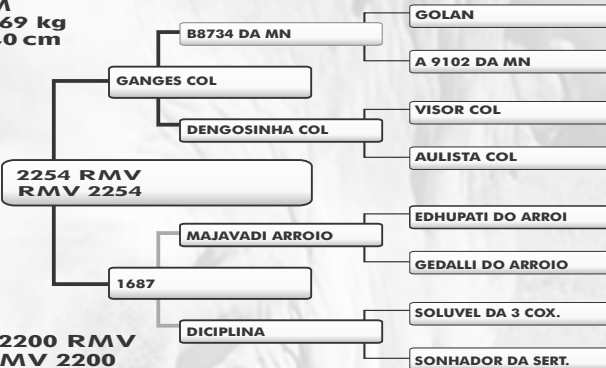 69 kg
0 cm
B8734 DA MN
GANGES COL
DENGOSINHA COL
2254 RMV
RMV 2254
MAJAVADI ARROIO
1687
DICIPLINA
GOLAN
A 9102 DA MN
VISOR COL
AULISTA COL
EDHUPATI DO ARROI
GEDALLI DO ARROIO
SOLUVEL DA 3 COX.
SONHADOR DA SERT.
2200 RMV
MV 2200